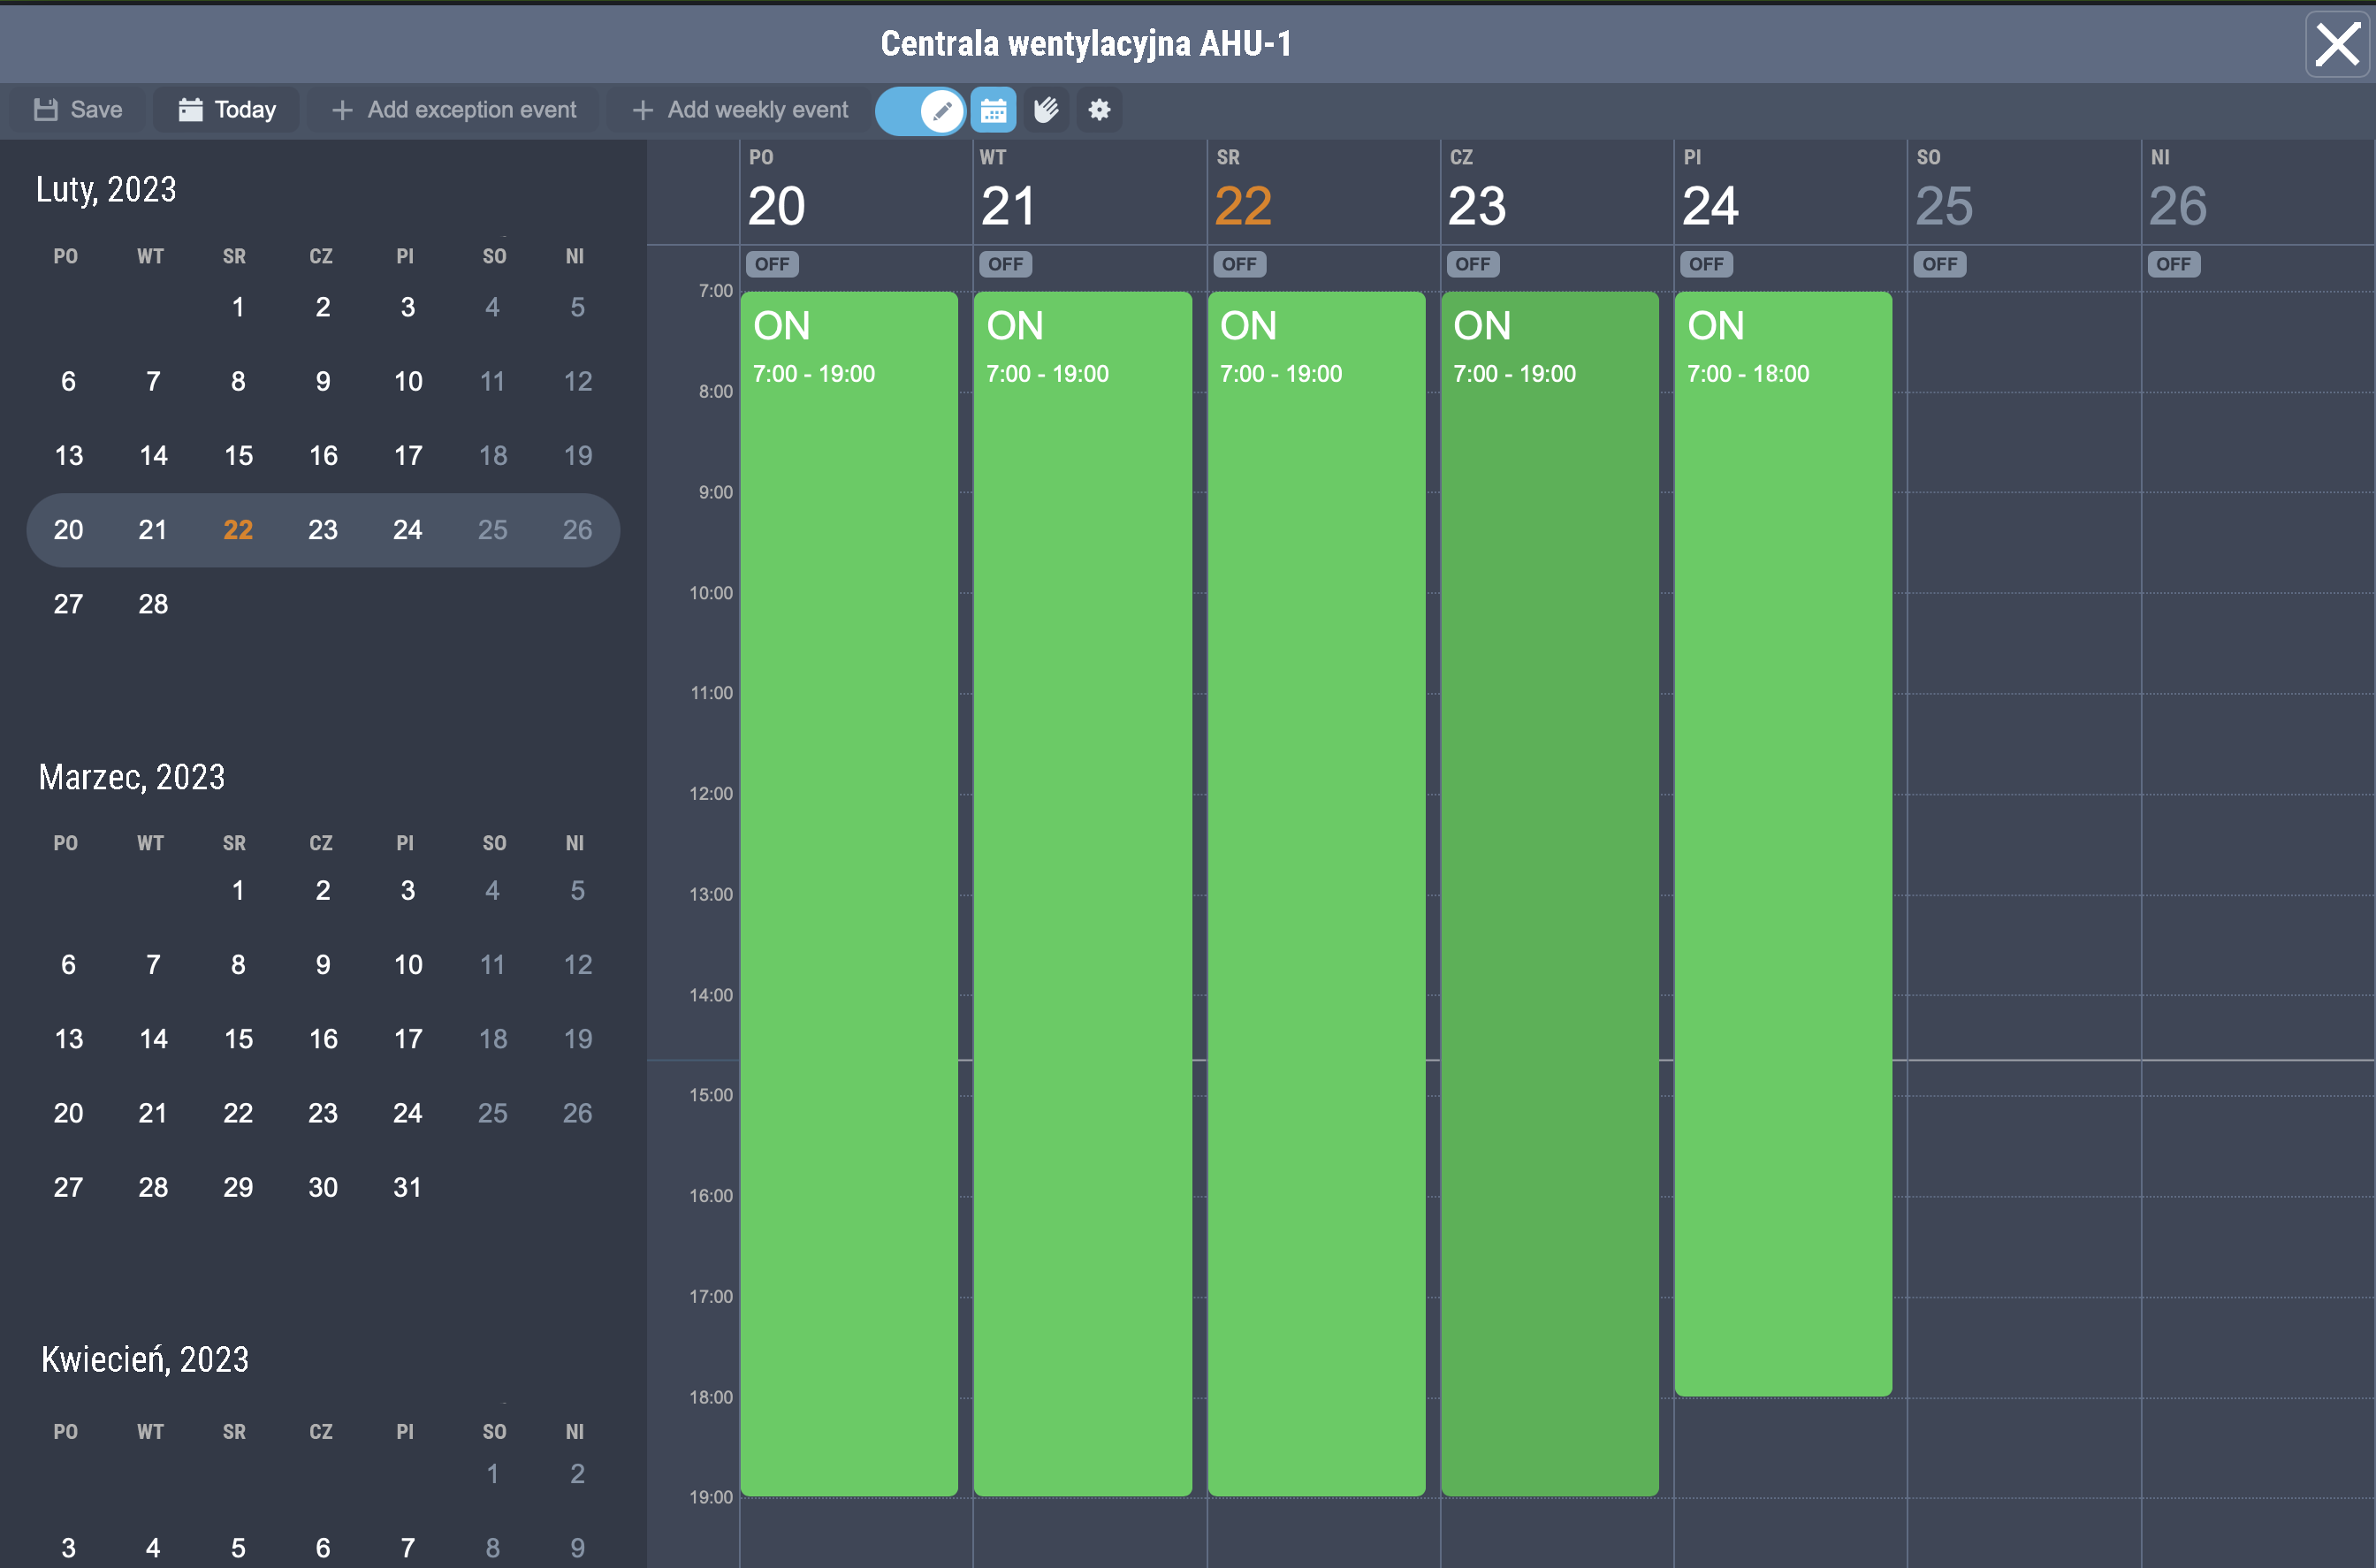 Centrala wentylacyjna AHU-1
Save Today Add exception event Add weekly event
Luty, 2023
PO WT SR CZ PI SO NI
1 2 3 4 5
6 7 8 9 10 11 12
13 14 15 16 17 18 19
20 21 22 23 24 25 26
27 28
Marzec, 2023
PO WT SR CZ PI SO NI
1 2 3 4 5
6 7 8 9 10 11 12
13 14 15 16 17 18 19
20 21 22 23 24 25 26
27 28 29 30 31
Kwiecień, 2023
PO WT SR CZ PI SO NI
1 2
3 4 5 6 7 8 9
PO WT SR CZ PI SO NI
20 21 22 23 24 25 26
OFF OFF OFF OFF OFF OFF OFF
7:00
ON ON ON ON ON
7:00 - 19:00 7:00 - 19:00 7:00 - 19:00 7:00 - 19:00 7:00 - 18:00
8:00
9:00
10:00
11:00
12:00
13:00
14:00
15:00
16:00
17:00
18:00
19:00